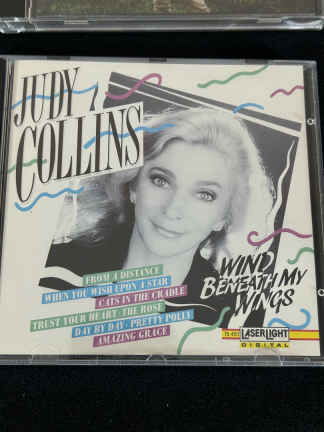 JUDY
COLLINS
FROM A DISTANCE
WHEN YOU WISH UPON A STAR
CATS IN THE CRADLE
TRUST YOUR HEART · THE ROSE
DAY BY DAY · PRETTY POLLY
AMAZING GRACE
WIND
BENEATH MY
WINGS
LASERLIGHT
DIGITAL